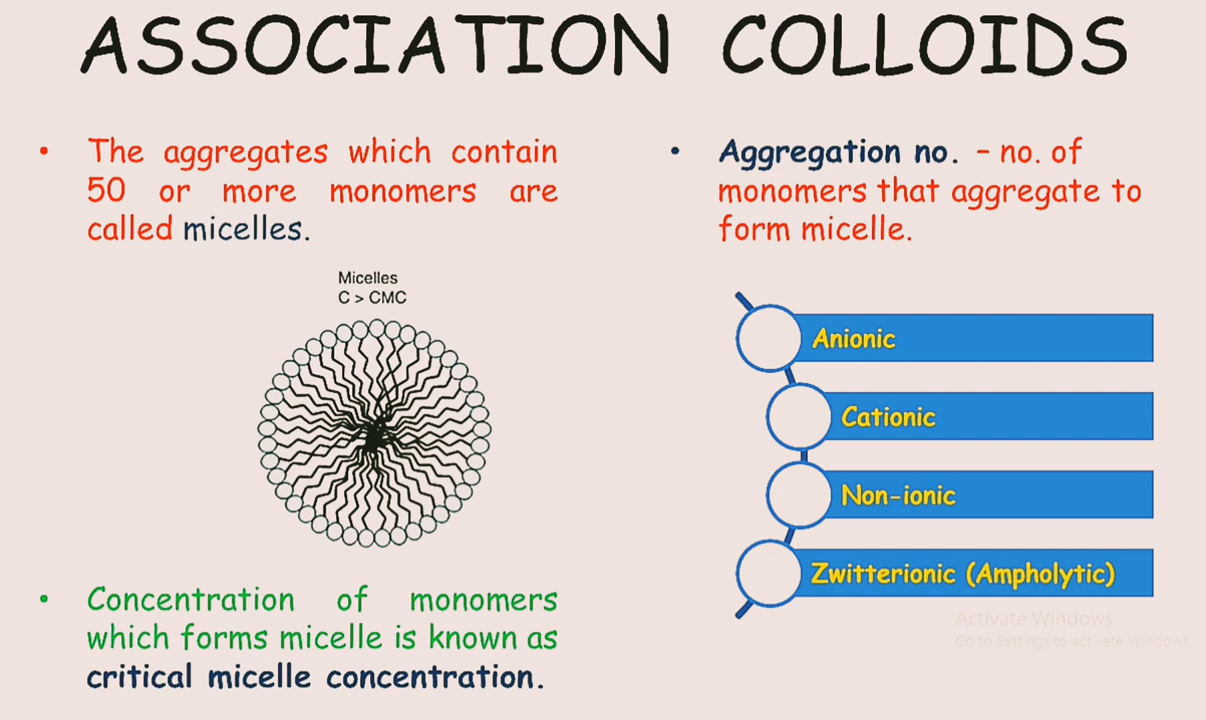 ASSOCIATION COLLOIDS
• The aggregates which contain
50 or more monomers are
called micelles.
Micelles
C > CMC
• Concentration of monomers
which forms micelle is known as
critical micelle concentration.
• Aggregation no. – no. of
monomers that aggregate to
form micelle.
Anionic
Cationic
Non-ionic
Zwitterionic (Ampholytic)
Activate Windows
Go to Settings to activate Windows.